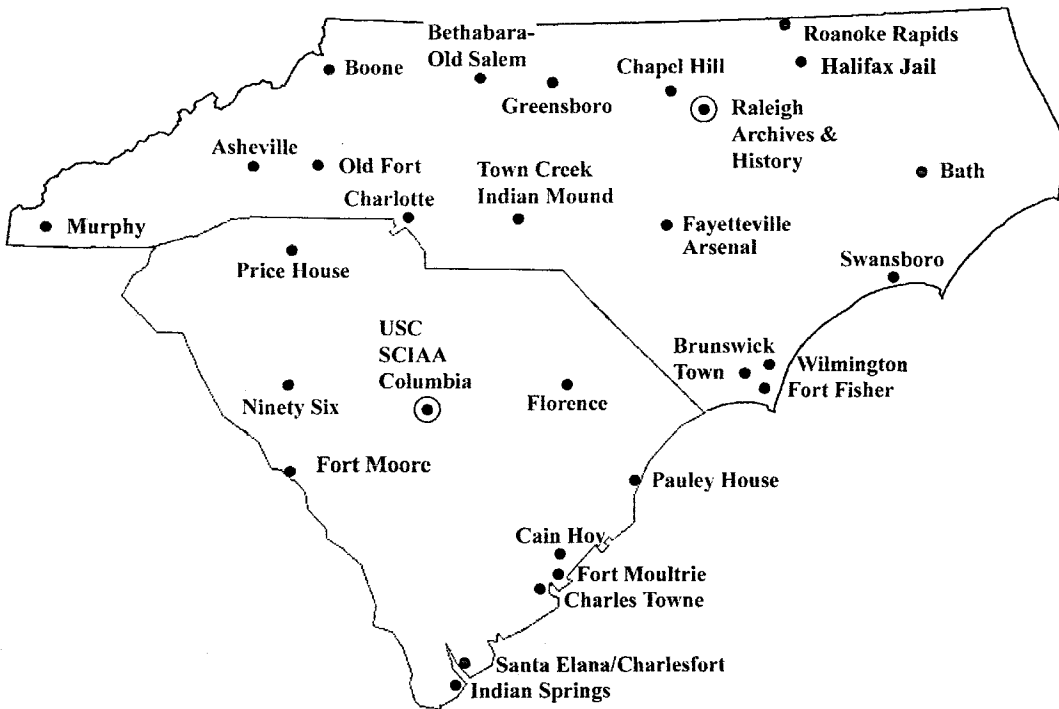 Roanoke Rapids
Bethabara-
Old Salem
Boone
Chapel Hill
Halifax Jail
Greensboro
Raleigh
Archives &
History
Asheville
Old Fort
Town Creek
Indian Mound
Bath
Charlotte
Murphy
Fayetteville
Arsenal
Price House
Swansboro
USC
SCIAA
Columbia
Brunswick
Town
Wilmington
Fort Fisher
Ninety Six
Florence
Fort Moore
Pauley House
Cain Hoy
Fort Moultrie
Charles Towne
Santa Elana/Charlesfort
Indian Springs